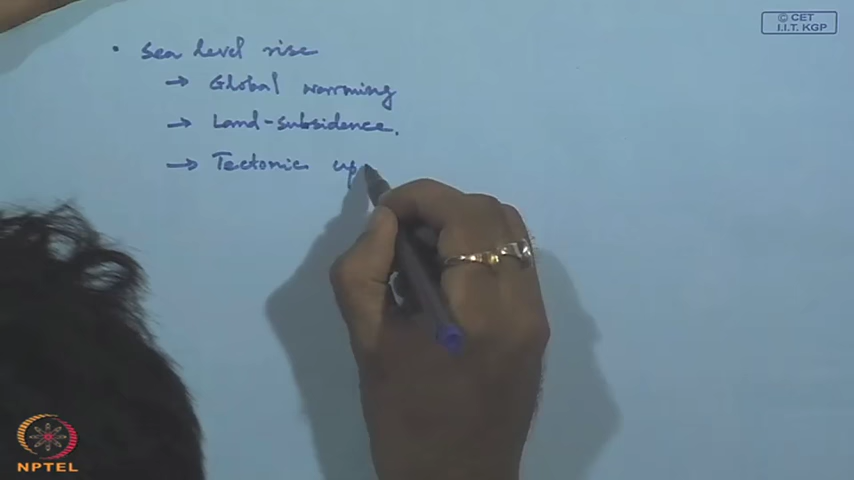 © CET
I.I.T. KGP
• Sea level rise
→ Global warming
→ Land-subsidence.
→ Tectonic up
NPTEL